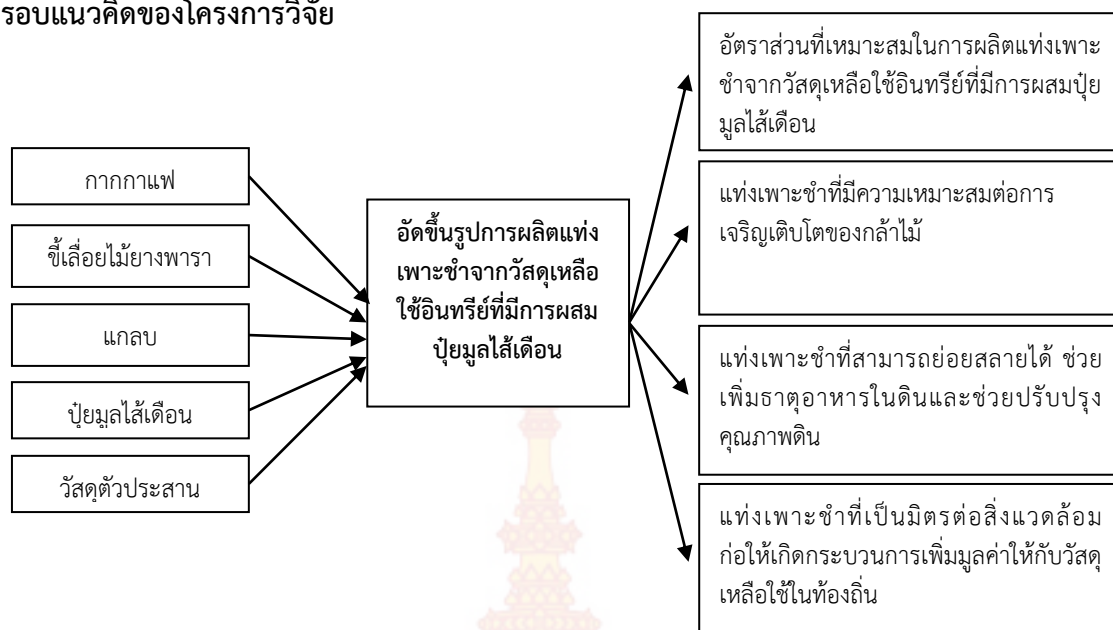 รอบแนวคิดของโครงการวิจัย
กากกาแฟ
ขี้เลื่อยไม้ยางพารา
แกลบ
ปุ๋ยมูลไส้เดือน
วัสดุตัวประสาน
อัดขึ้นรูปการผลิตแท่ง
เพาะชำจากวัสดุเหลือ
ใช้อินทรีย์ที่มีการผสม
ปุ๋ยมูลไส้เดือน
อัตราส่วนที่เหมาะสมในการผลิตแท่งเพาะ
ชำจากวัสดุเหลือใช้อินทรีย์ที่มีการผสมปุ๋ย
มูลไส้เดือน
แท่งเพาะชำที่มีความเหมาะสมต่อการ
เจริญเติบโตของกล้าไม้
แท่งเพาะชำที่สามารถย่อยสลายได้ ช่วย
เพิ่มธาตุอาหารในดินและช่วยปรับปรุง
คุณภาพดิน
แท่งเพาะชำที่เป็นมิตรต่อสิ่งแวดล้อม
ก่อให้เกิดกระบวนการเพิ่มมูลค่าให้กับวัสดุ
เหลือใช้ในท้องถิ่น